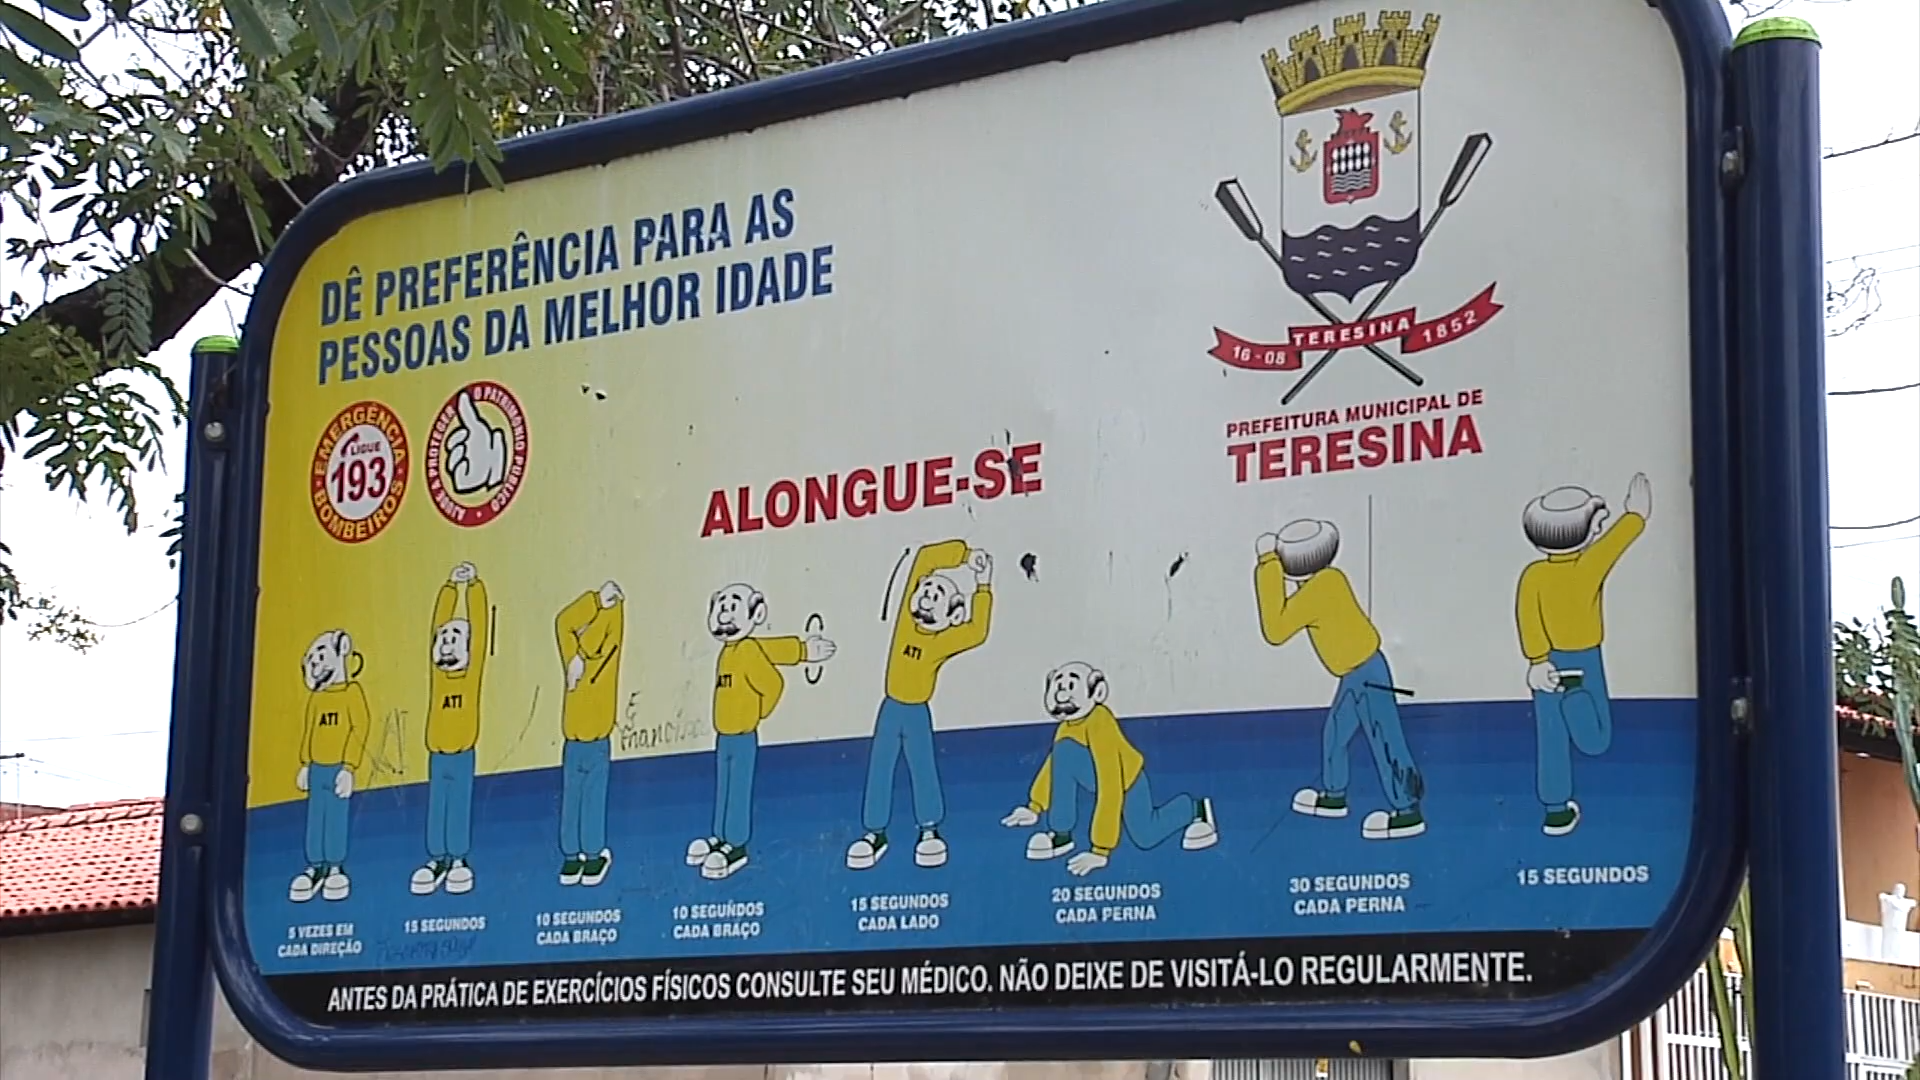 DÊ PREFERÊNCIA PARA AS
PESSOAS DA MELHOR IDADE
EMERGÊNCIA
LIGUE
193
BOMBEIROS
AJUDE A PROTEGER O PATRIMONIO PUBLICO
16-08 TERESINA 1852
PREFEITURA MUNICIPAL DE
TERESINA
ALONGUE-SE
ATI
ATI
ATI
ATI
5 VEZES EM
CADA DIREÇÃO
15 SEGUNDOS
10 SEGUNDOS
CADA BRAÇO
10 SEGUNDOS
CADA BRAÇO
15 SEGUNDOS
CADA LADO
20 SEGUNDOS
CADA PERNA
30 SEGUNDOS
CADA PERNA
15 SEGUNDOS
ANTES DA PRÁTICA DE EXERCÍCIOS FÍSICOS CONSULTE SEU MÉDICO. NÃO DEIXE DE VISITÁ-LO REGULARMENTE.